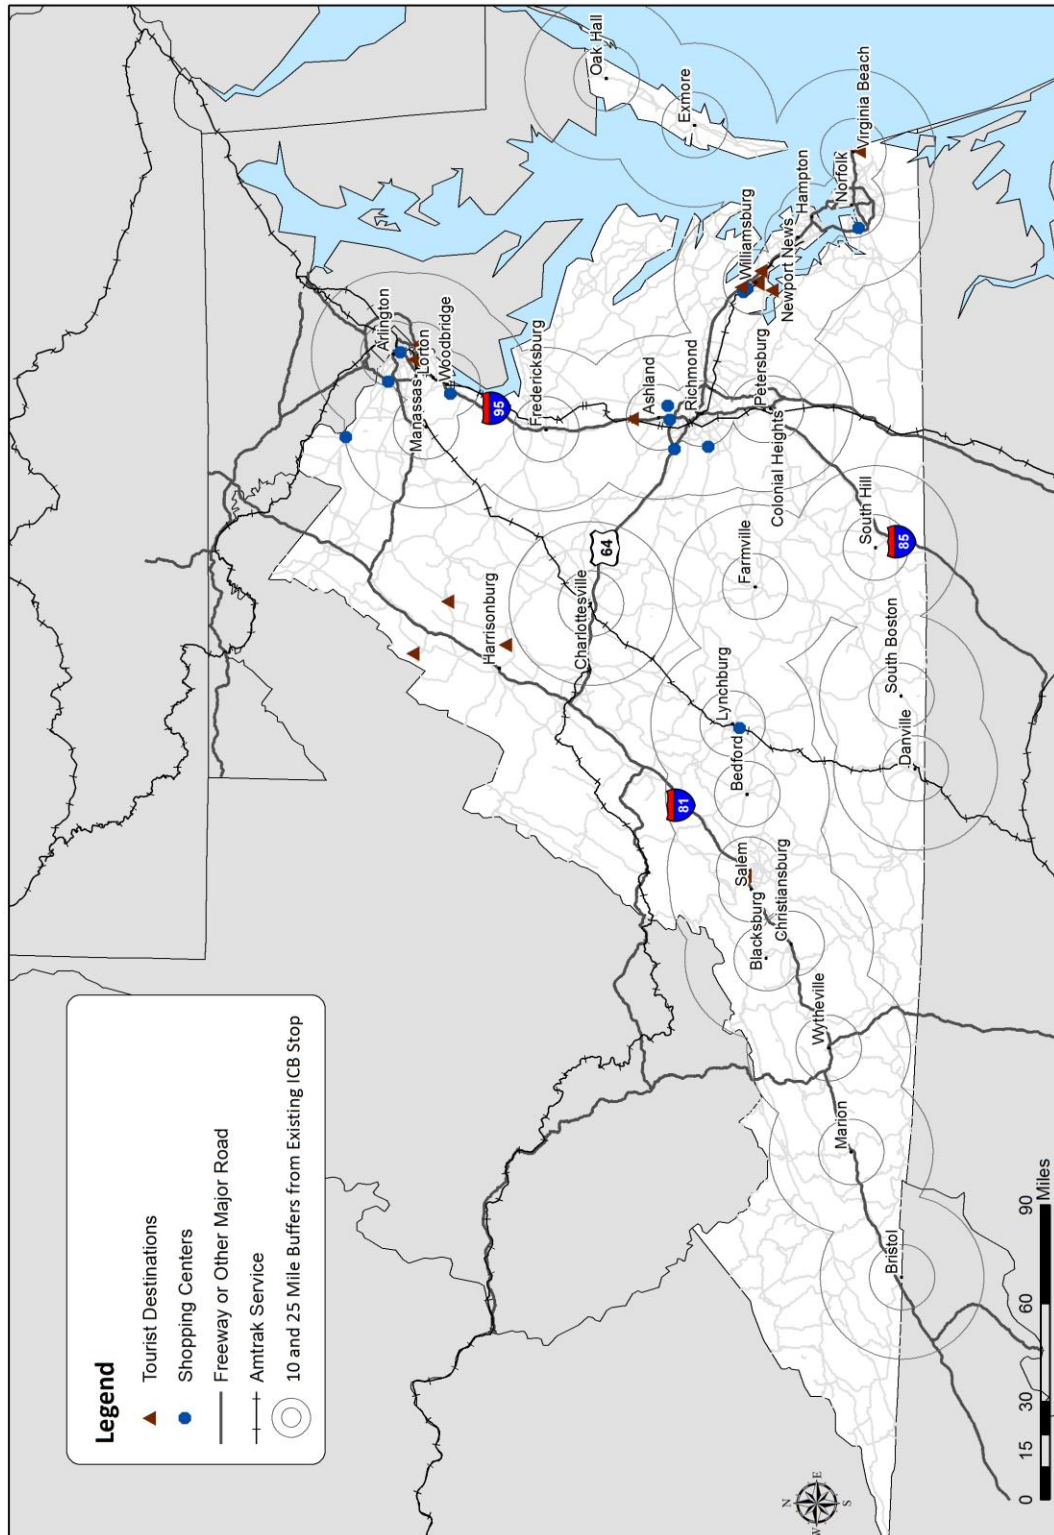 Legend
Tourist Destinations
Shopping Centers
Freeway or Other Major Road
Amtrak Service
10 and 25 Mile Buffers from Existing ICB Stop
Oak Hall
Exmore
Virginia Beach
Norfolk
Hampton
Newport News
Williamsburg
Arlington
Lorton
Woodbridge
Manassas
Fredericksburg
95
Ashland
Richmond
Petersburg
Colonial Heights
South Hill
85
64
Farmville
Charlottesville
Harrisonburg
Lynchburg
South Boston
Danville
Bedford
81
Salem
Blacksburg
Christiansburg
Wytheville
Marion
Bristol
N
E
S
W
0 15 30 60 90
Miles